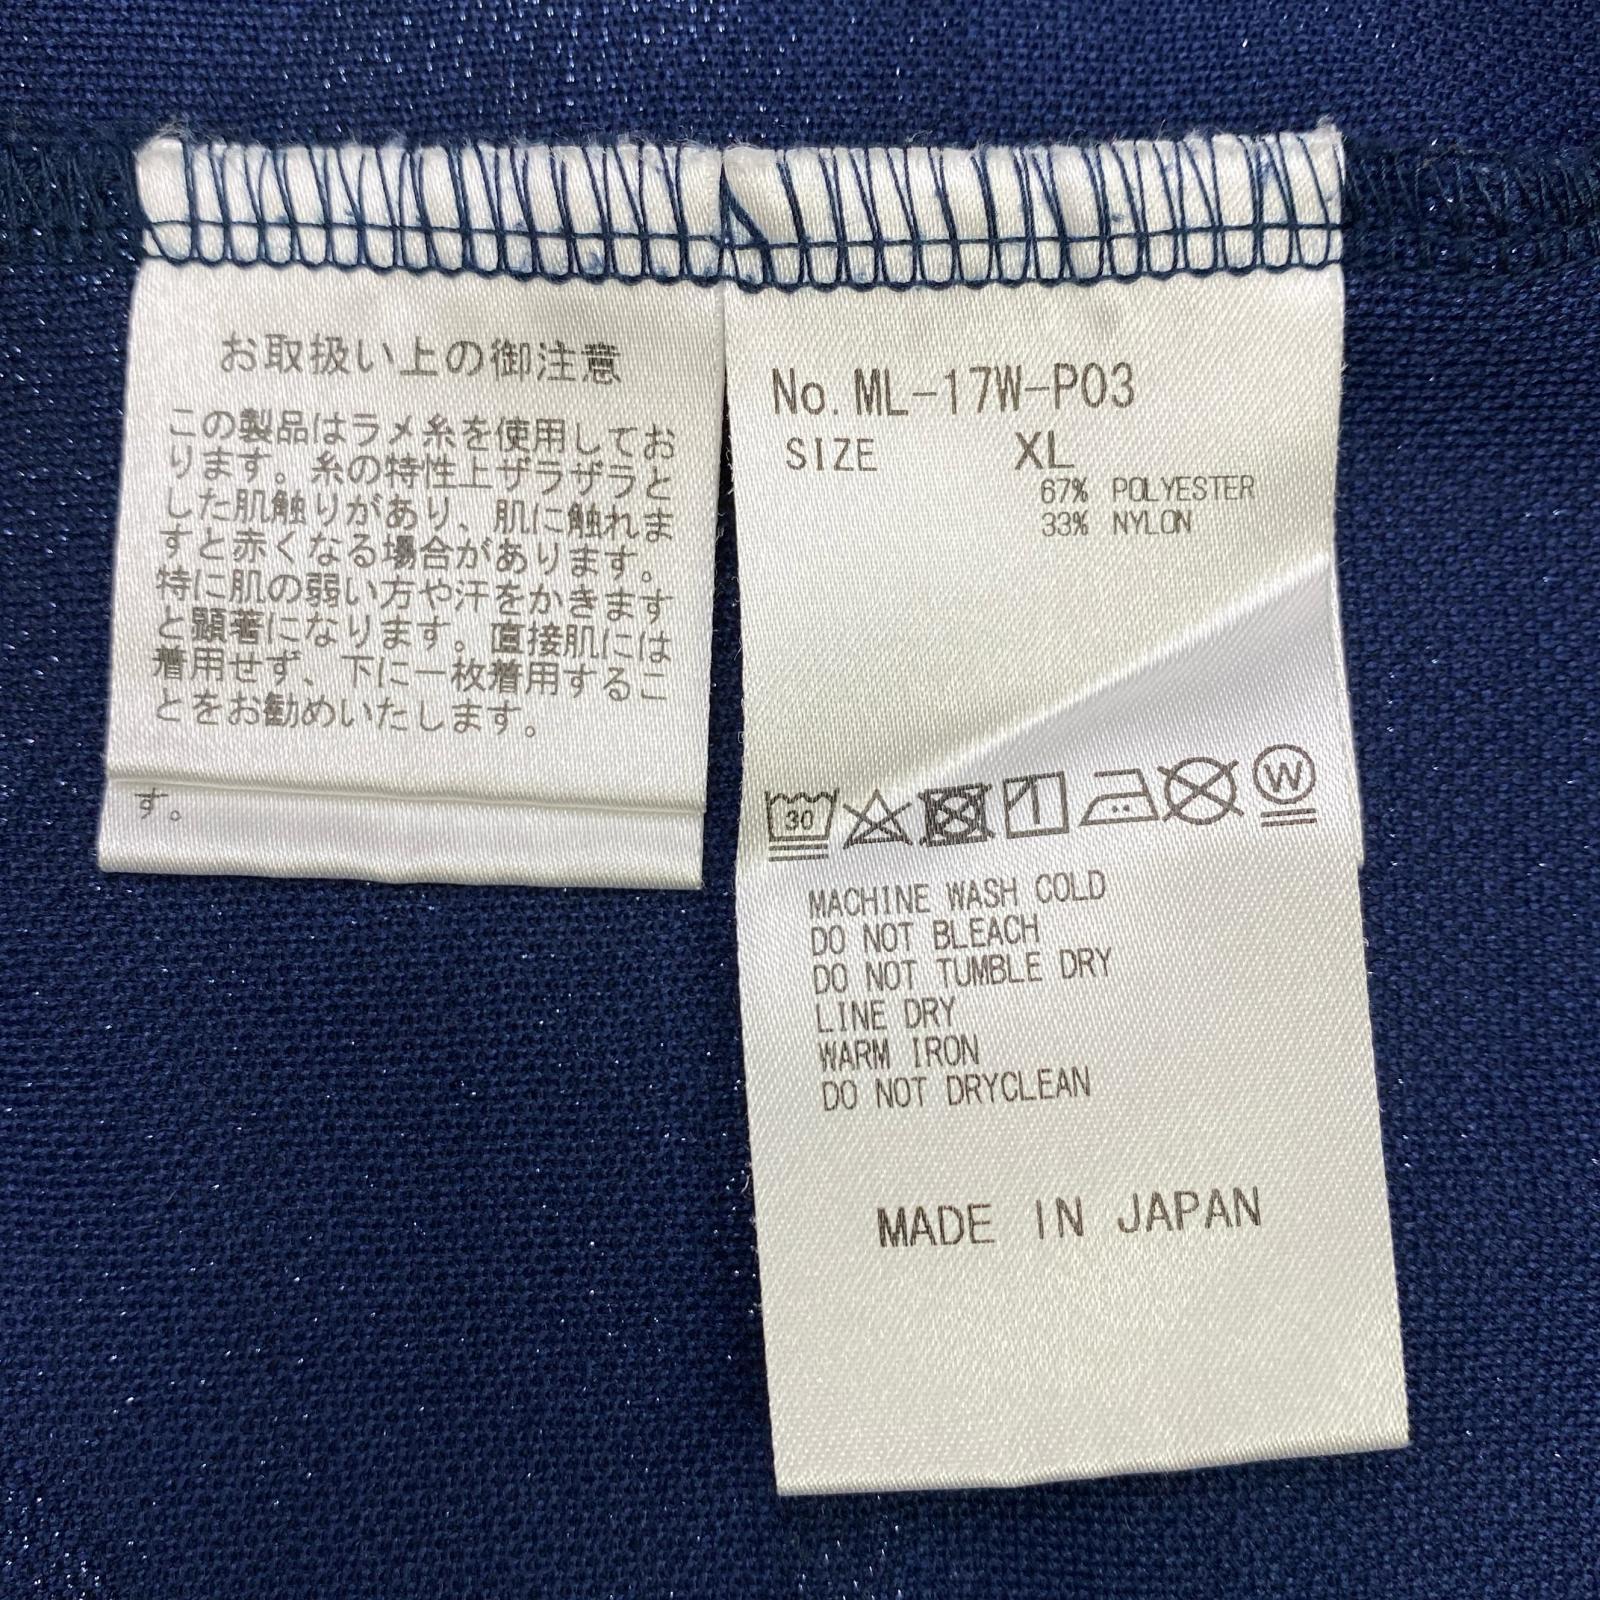 お取扱い上の御注意
この製品はラメ糸を使用してお
ります。糸の特性上ザラザラと
した肌触りがあり、肌に触れま
すと赤くなる場合があります。
特に肌の弱い方や汗をかきます
と顕著になります。直接肌には
着用せず、下に一枚着用するこ
とをお勧めいたします。
す。
No. ML-17W-P03
SIZE XL
67% POLYESTER
33% NYLON
30 W
MACHINE WASH COLD
DO NOT BLEACH
DO NOT TUMBLE DRY
LINE DRY
WARM IRON
DO NOT DRYCLEAN
MADE IN JAPAN